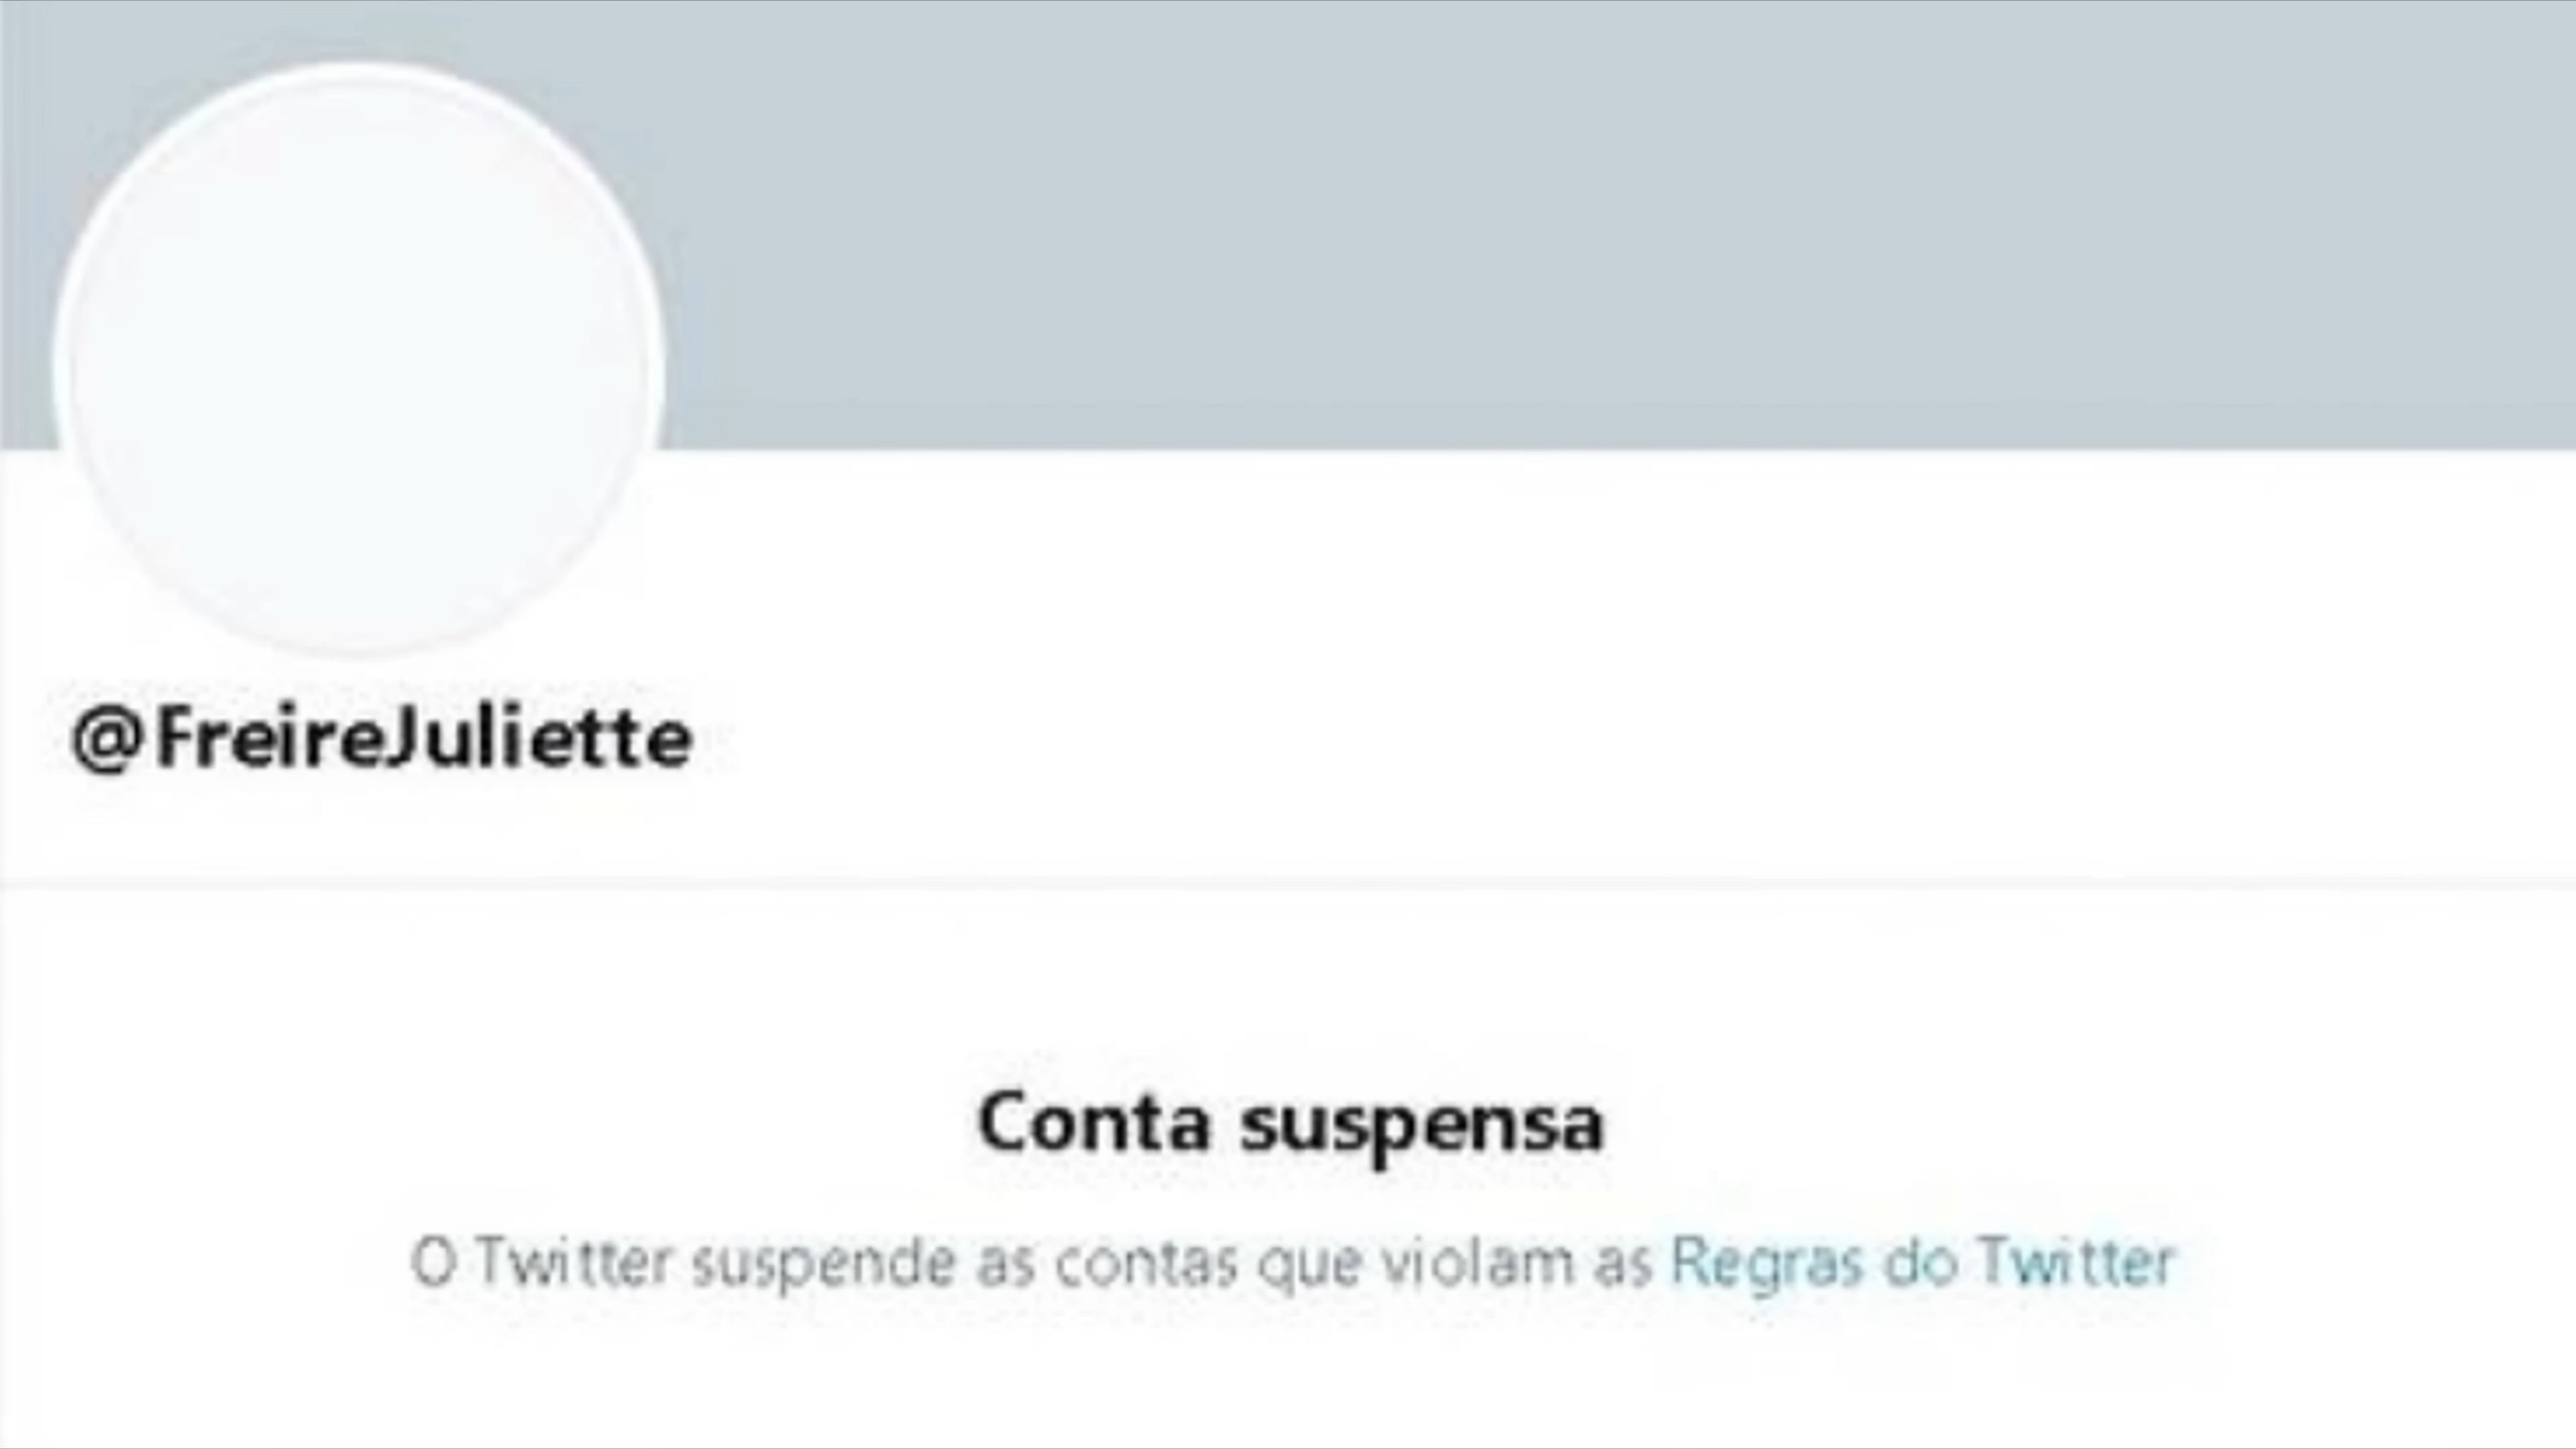 @FreireJuliette
Conta suspensa
O Twitter suspende as contas que violam as Regras do Twitter